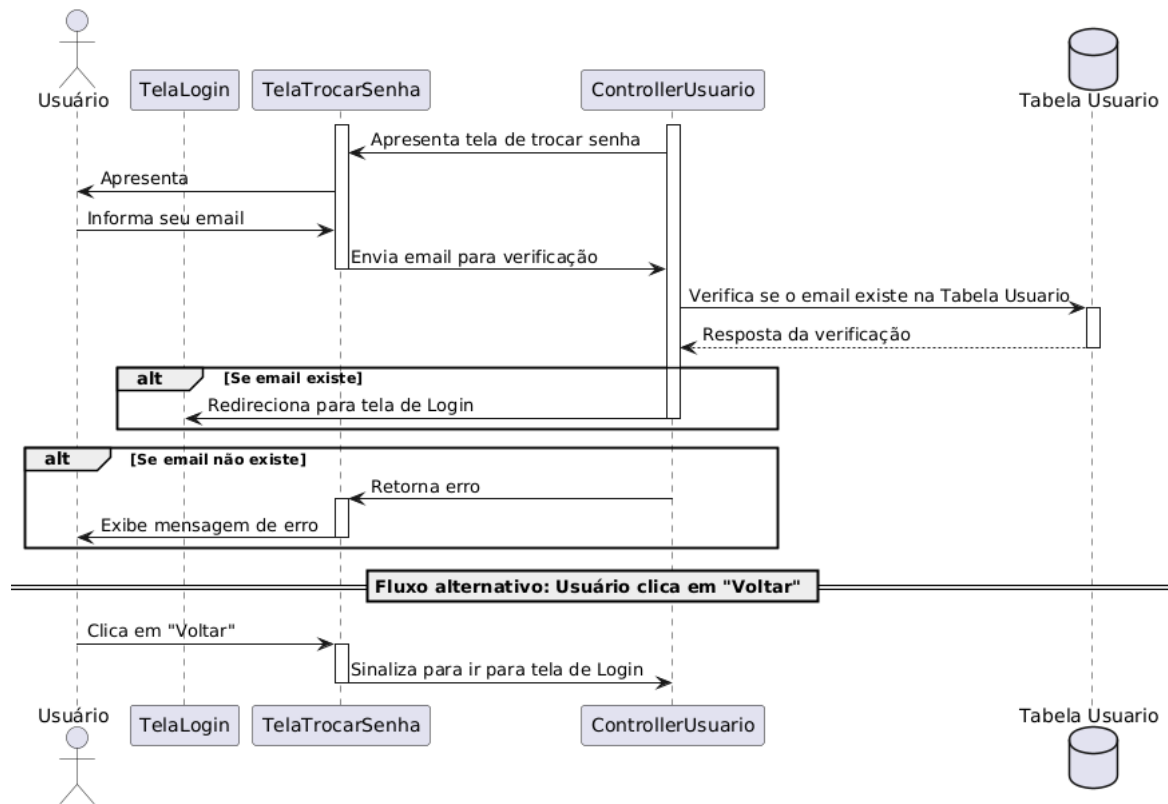 Usuário
TelaLogin
TelaTrocarSenha
ControllerUsuario
Tabela Usuario
Apresenta tela de trocar senha
Apresenta
Informa seu email
Envia email para verificação
Verifica se o email existe na Tabela Usuario
Resposta da verificação
alt [Se email existe]
Redireciona para tela de Login
alt [Se email não existe]
Retorna erro
Exibe mensagem de erro
Fluxo alternativo: Usuário clica em "Voltar"
Clica em "Voltar"
Sinaliza para ir para tela de Login
Usuário
TelaLogin
TelaTrocarSenha
ControllerUsuario
Tabela Usuario